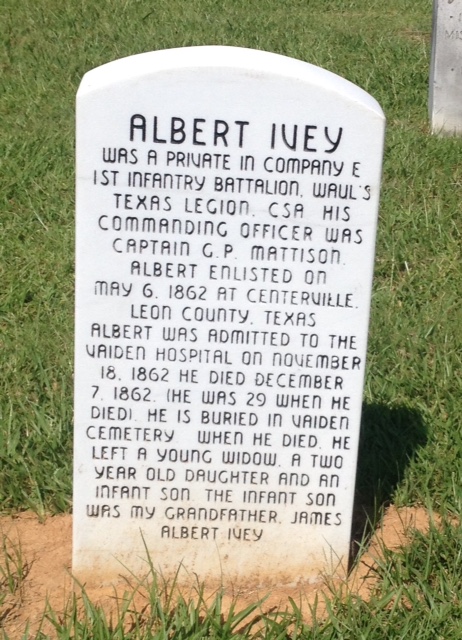 ALBERT IVEY
WAS A PRIVATE IN COMPANY E
1ST INFANTRY BATTALION, WAUL'S
TEXAS LEGION, CSA. HIS
COMMANDING OFFICER WAS
CAPTAIN G.P. MATTISON.
ALBERT ENLISTED ON
MAY 6, 1862 AT CENTERVILLE,
LEON COUNTY, TEXAS
ALBERT WAS ADMITTED TO THE
VAIDEN HOSPITAL ON NOVEMBER
18, 1862 HE DIED DECEMBER
7, 1862. (HE WAS 29 WHEN HE
DIED). HE IS BURIED IN VAIDEN
CEMETERY. WHEN HE DIED, HE
LEFT A YOUNG WIDOW, A TWO
YEAR OLD DAUGHTER AND AN
INFANT SON. THE INFANT SON
WAS MY GRANDFATHER, JAMES
ALBERT IVEY